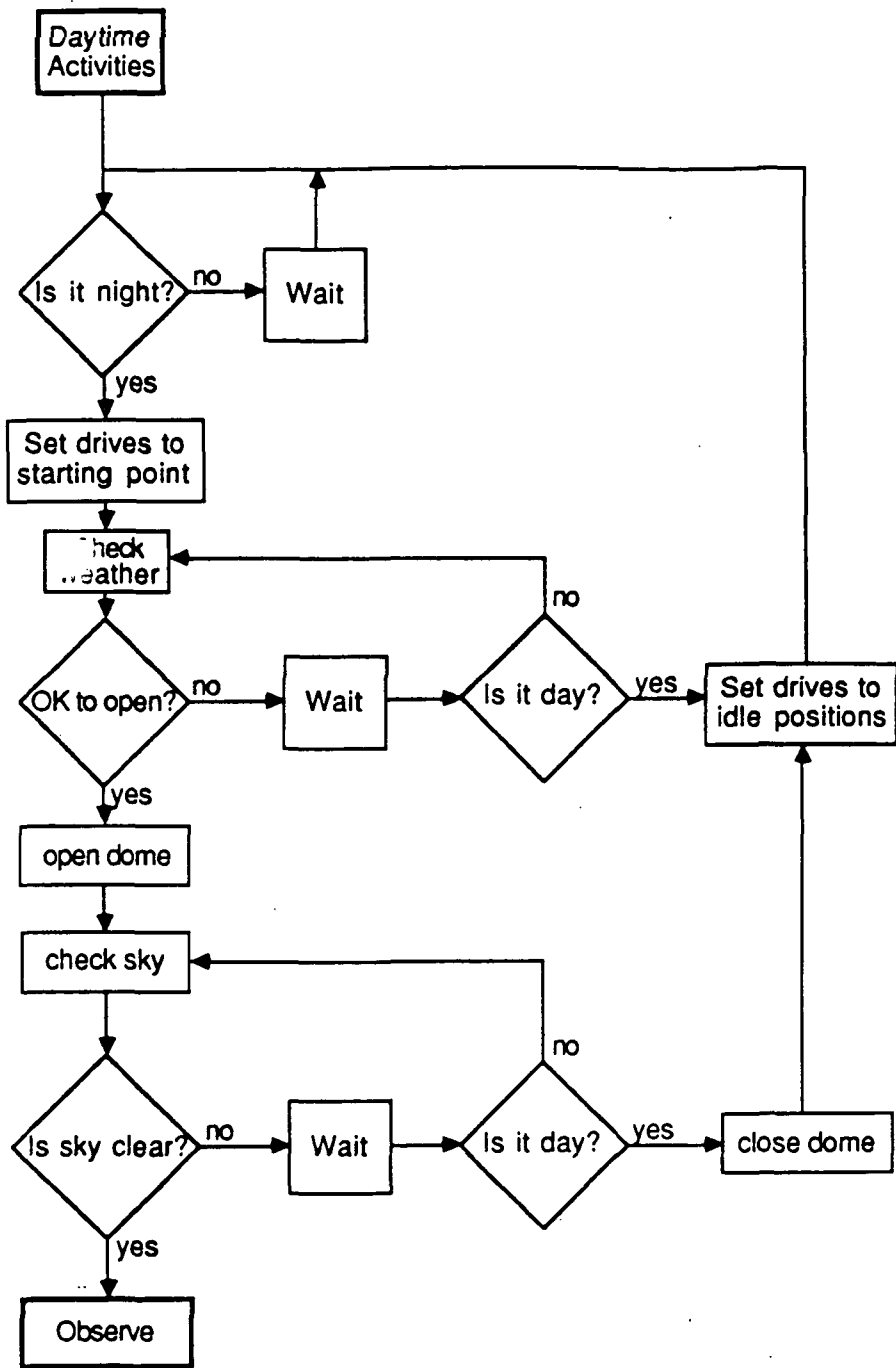 Daytime
Activities
Is it night?
no
Wait
yes
Set drives to
starting point
Check
weather
no
OK to open?
no
Wait
Is it day?
yes
Set drives to
idle positions
yes
open dome
check sky
no
Is sky clear?
no
Wait
Is it day?
yes
close dome
yes
Observe